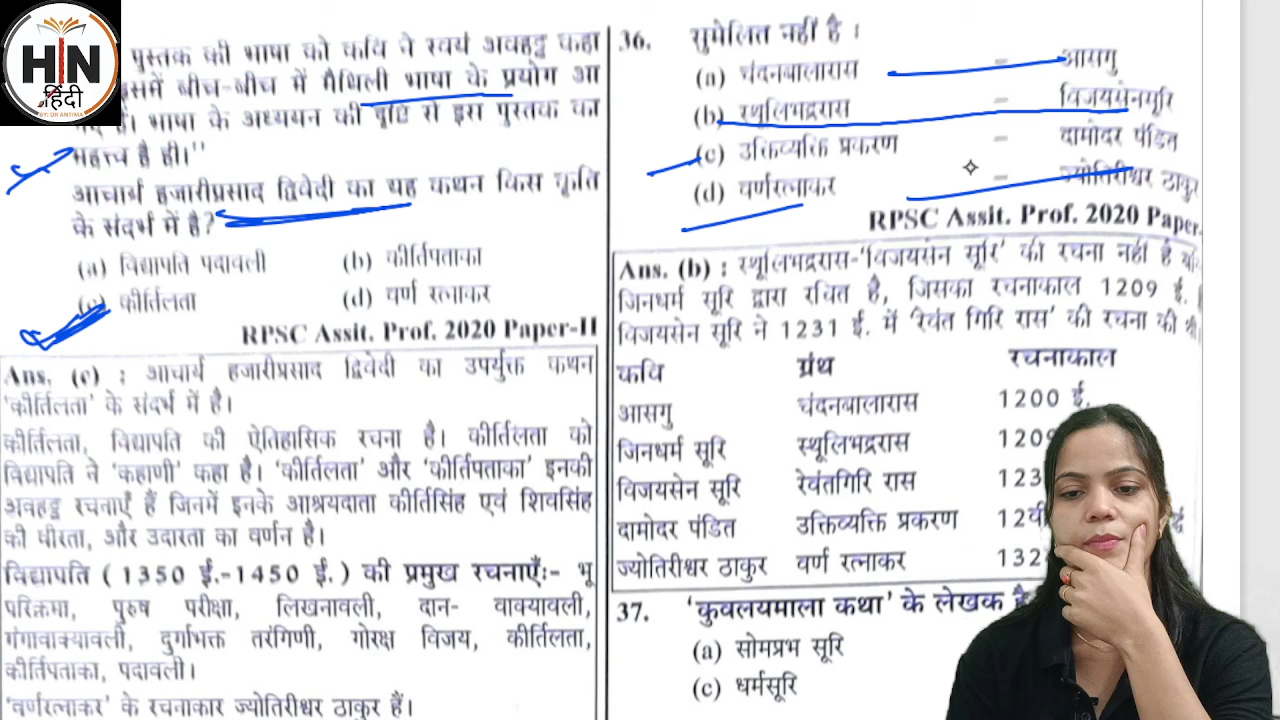 HIN
हिंदी
BY: DR ANTIMA
पुस्तक की भाषा को कवि ने स्वयं अवहट्ठ कहा
इसमें बीच-बीच में मैथिली भाषा के प्रयोग आ
गए हैं। भाषा के अध्ययन की दृष्टि से इस पुस्तक का
महत्त्व है ही।''
आचार्य हजारीप्रसाद द्विवेदी का यह कथन किस कृति
के संदर्भ में है?
(a) विद्यापति पदावली (b) कीर्तिपताका
(c) कीर्तिलता (d) वर्ण रत्नाकर
RPSC Assit. Prof. 2020 Paper-II
Ans. (c) : आचार्य हजारीप्रसाद द्विवेदी का उपर्युक्त कथन
'कीर्तिलता' के संदर्भ में है।
कीर्तिलता, विद्यापति की ऐतिहासिक रचना है। कीर्तिलता को
विद्यापति ने 'कहाणी' कहा है। 'कीर्तिलता' और 'कीर्तिपताका' इनकी
अवहट्ठ रचनाएँ हैं जिनमें इनके आश्रयदाता कीर्तिसिंह एवं शिवसिंह
की वीरता, और उदारता का वर्णन है।
विद्यापति (1350 ई.-1450 ई.) की प्रमुख रचनाएँ:- भू
परिक्रमा, पुरुष परीक्षा, लिखनावली, दान- वाक्यावली,
गंगावाक्यावली, दुर्गाभक्त तरंगिणी, गोरक्ष विजय, कीर्तिलता,
कीर्तिपताका, पदावली।
'वर्णरत्नाकर' के रचनाकार ज्योतिरीश्वर ठाकुर हैं।
36. सुमेलित नहीं है :
(a) चंदनबालारास – आसगु
(b) स्थूलिभद्ररास – विजयसेनसूरि
(c) उक्तिव्यक्ति प्रकरण – दामोदर पंडित
(d) वर्णरत्नाकर – ज्योतिरीश्वर ठाकुर
RPSC Assit. Prof. 2020 Paper-
Ans. (b) : स्थूलिभद्ररास-'विजयसेन सूरि' की रचना नहीं है
जिनधर्म सूरि द्वारा रचित है, जिसका रचनाकाल 1209 ई.
विजयसेन सूरि ने 1231 ई. में 'रेवंत गिरि रास' की रचना की थी
कवि ग्रंथ रचनाकाल
आसगु चंदनबालारास 1200 ई.
जिनधर्म सूरि स्थूलिभद्ररास 1209
विजयसेन सूरि रेवंतगिरि रास 123
दामोदर पंडित उक्तिव्यक्ति प्रकरण 12वीं
ज्योतिरीश्वर ठाकुर वर्ण रत्नाकर 132
37. 'कुवलयमाला कथा' के लेखक है
(a) सोमप्रभ सूरि
(c) धर्मसूरि